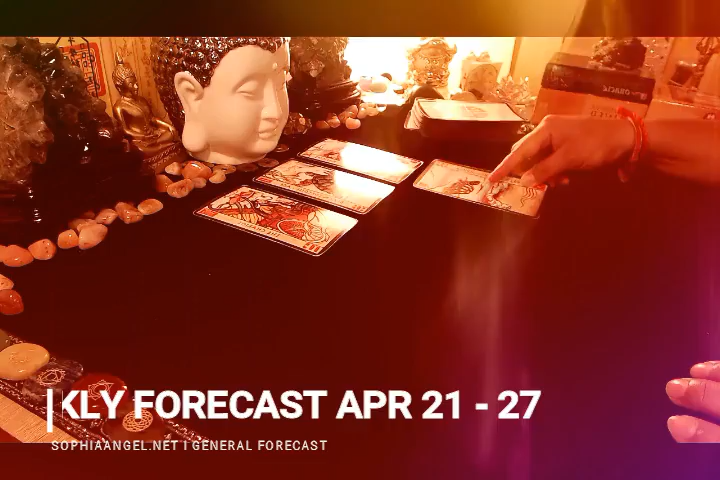 KLY FORECAST APR 21 - 27
SOPHIAANGEL.NET I GENERAL FORECAST